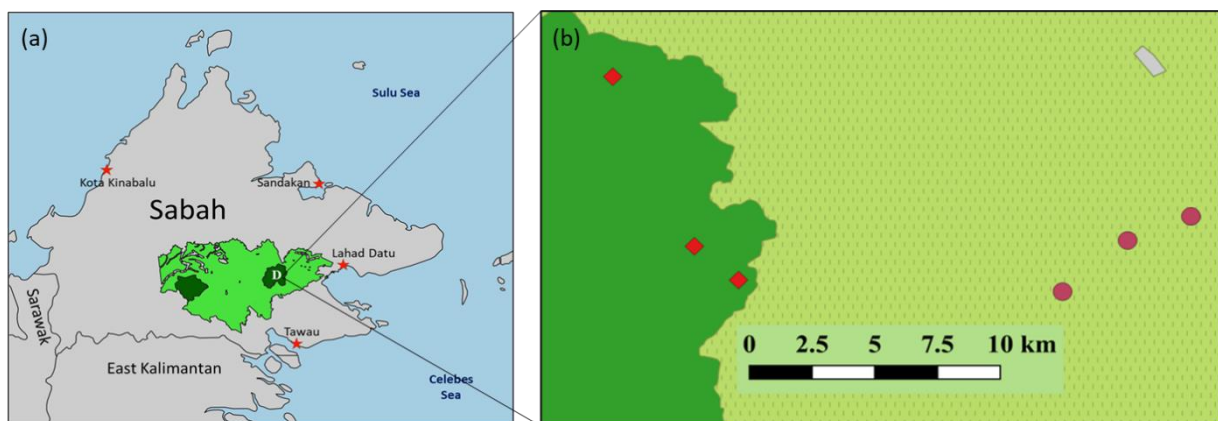 (a)
Sulu Sea
Kota Kinabalu
Sandakan
Sabah
Lahad Datu
D
Sarawak
Tawau
East Kalimantan
Celebes
Sea
(b)
0 2.5 5 7.5 10 km